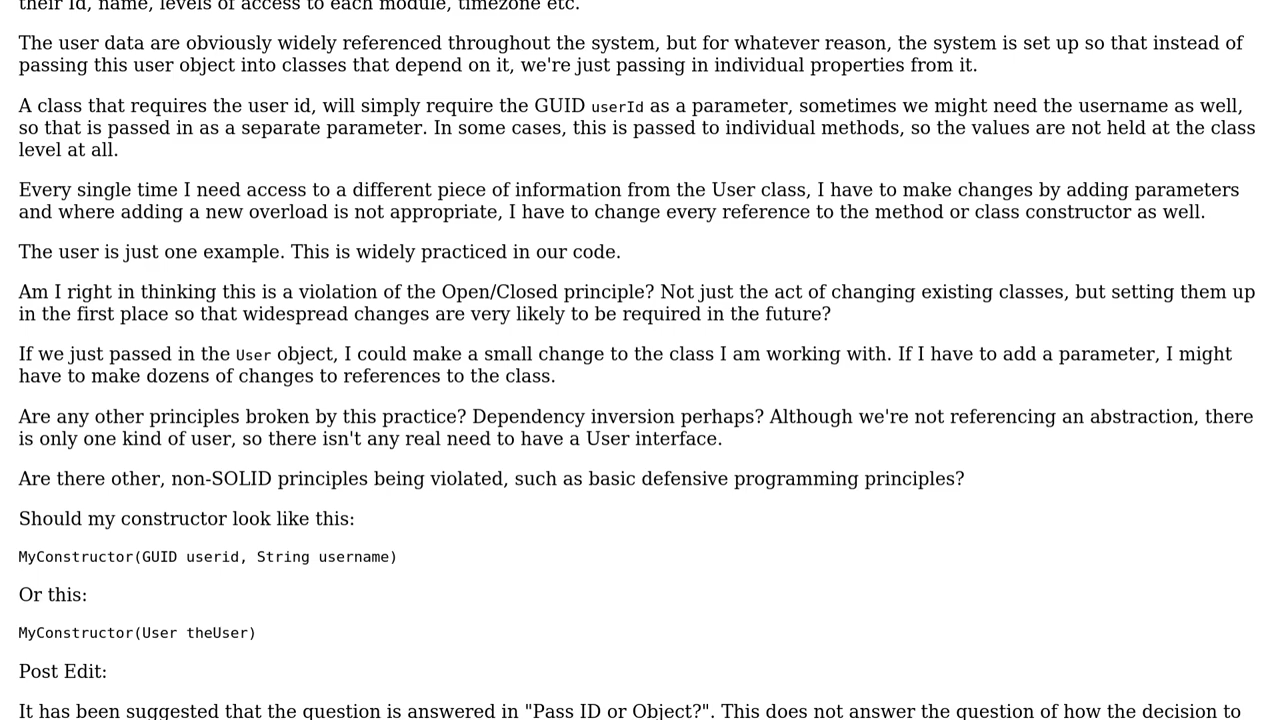 their Id, name, levels of access to each module, timezone etc.
The user data are obviously widely referenced throughout the system, but for whatever reason, the system is set up so that instead of
passing this user object into classes that depend on it, we're just passing in individual properties from it.
A class that requires the user id, will simply require the GUID userId as a parameter, sometimes we might need the username as well,
so that is passed in as a separate parameter. In some cases, this is passed to individual methods, so the values are not held at the class
level at all.
Every single time I need access to a different piece of information from the User class, I have to make changes by adding parameters
and where adding a new overload is not appropriate, I have to change every reference to the method or class constructor as well.
The user is just one example. This is widely practiced in our code.
Am I right in thinking this is a violation of the Open/Closed principle? Not just the act of changing existing classes, but setting them up
in the first place so that widespread changes are very likely to be required in the future?
If we just passed in the User object, I could make a small change to the class I am working with. If I have to add a parameter, I might
have to make dozens of changes to references to the class.
Are any other principles broken by this practice? Dependency inversion perhaps? Although we're not referencing an abstraction, there
is only one kind of user, so there isn't any real need to have a User interface.
Are there other, non-SOLID principles being violated, such as basic defensive programming principles?
Should my constructor look like this:
MyConstructor(GUID userid, String username)
Or this:
MyConstructor(User theUser)
Post Edit:
It has been suggested that the question is answered in "Pass ID or Object?". This does not answer the question of how the decision to